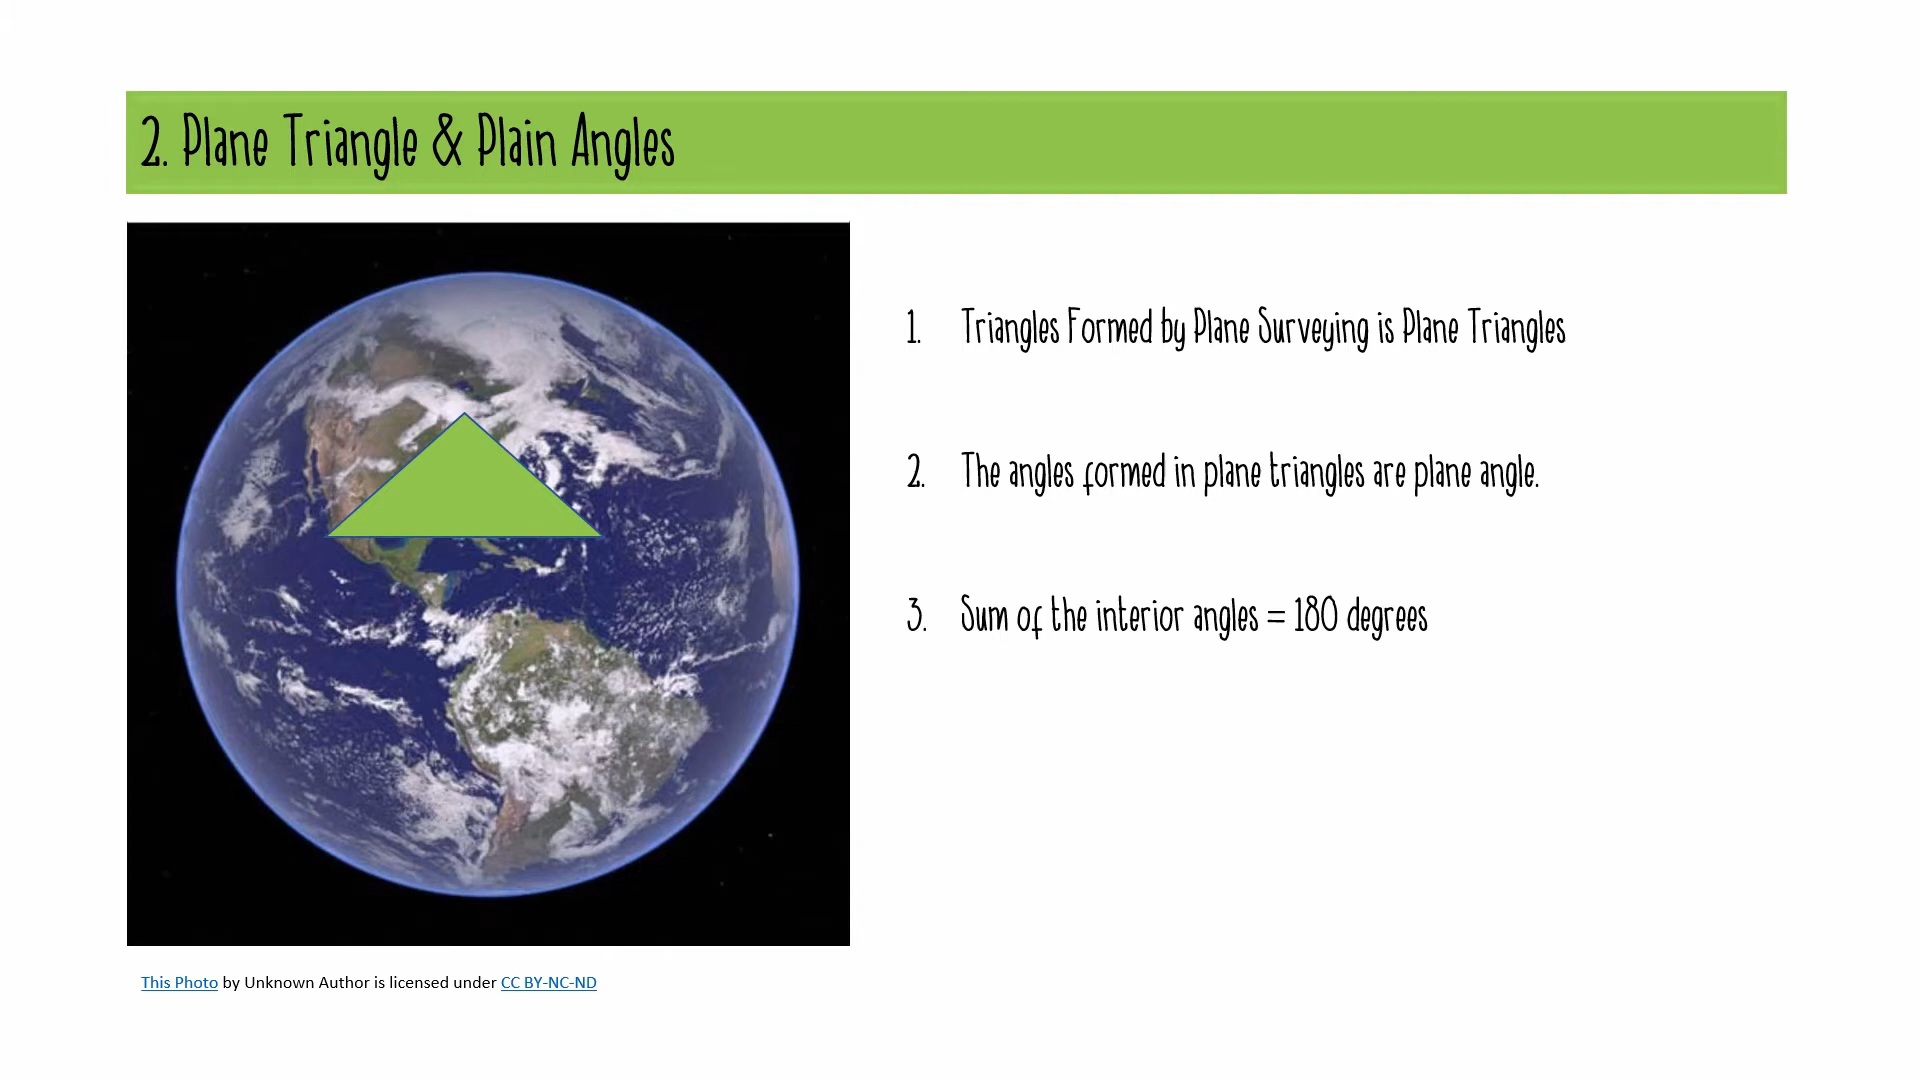 2. Plane Triangle & Plain Angles
1. Triangles Formed by Plane Surveying is Plane Triangles
2. The angles formed in plane triangles are plane angle.
3. Sum of the interior angles = 180 degrees
This Photo by Unknown Author is licensed under CC BY-NC-ND